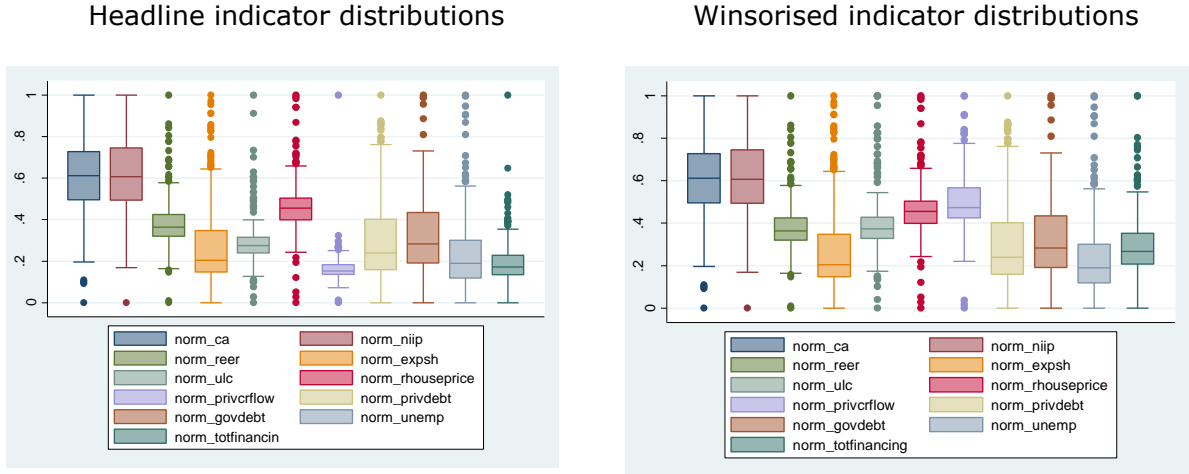 Headline indicator distributions
Winsorised indicator distributions
1
.8
.6
.4
.2
0
norm_ca norm_niip
norm_reer norm_expsh
norm_ulc norm_rhouseprice
norm_privcrflow norm_privdebt
norm_govdebt norm_unemp
norm_totfinancin
1
.8
.6
.4
.2
0
norm_ca norm_niip
norm_reer norm_expsh
norm_ulc norm_rhouseprice
norm_privcrflow norm_privdebt
norm_govdebt norm_unemp
norm_totfinancing